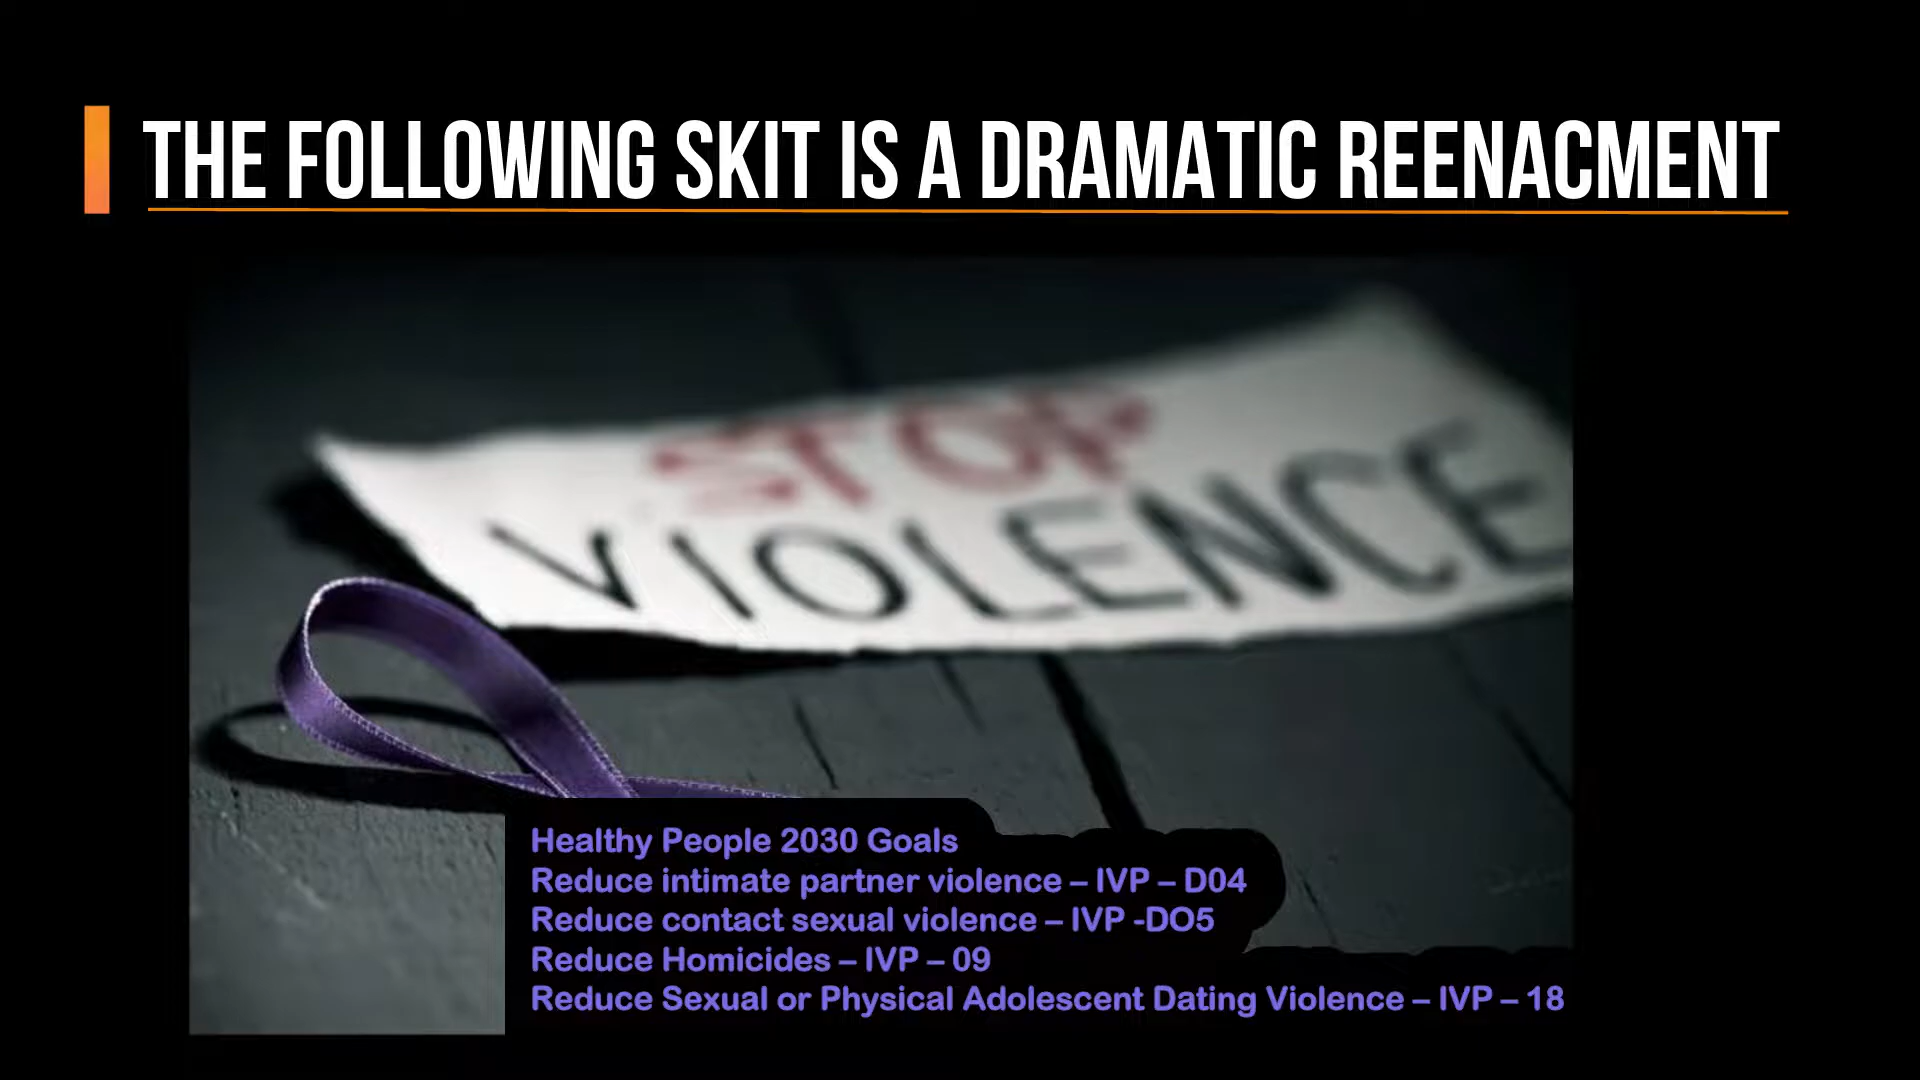 THE FOLLOWING SKIT IS A DRAMATIC REENACMENT
STOP
VIOLENCE
Healthy People 2030 Goals
Reduce intimate partner violence – IVP – D04
Reduce contact sexual violence – IVP -DO5
Reduce Homicides – IVP – 09
Reduce Sexual or Physical Adolescent Dating Violence – IVP – 18